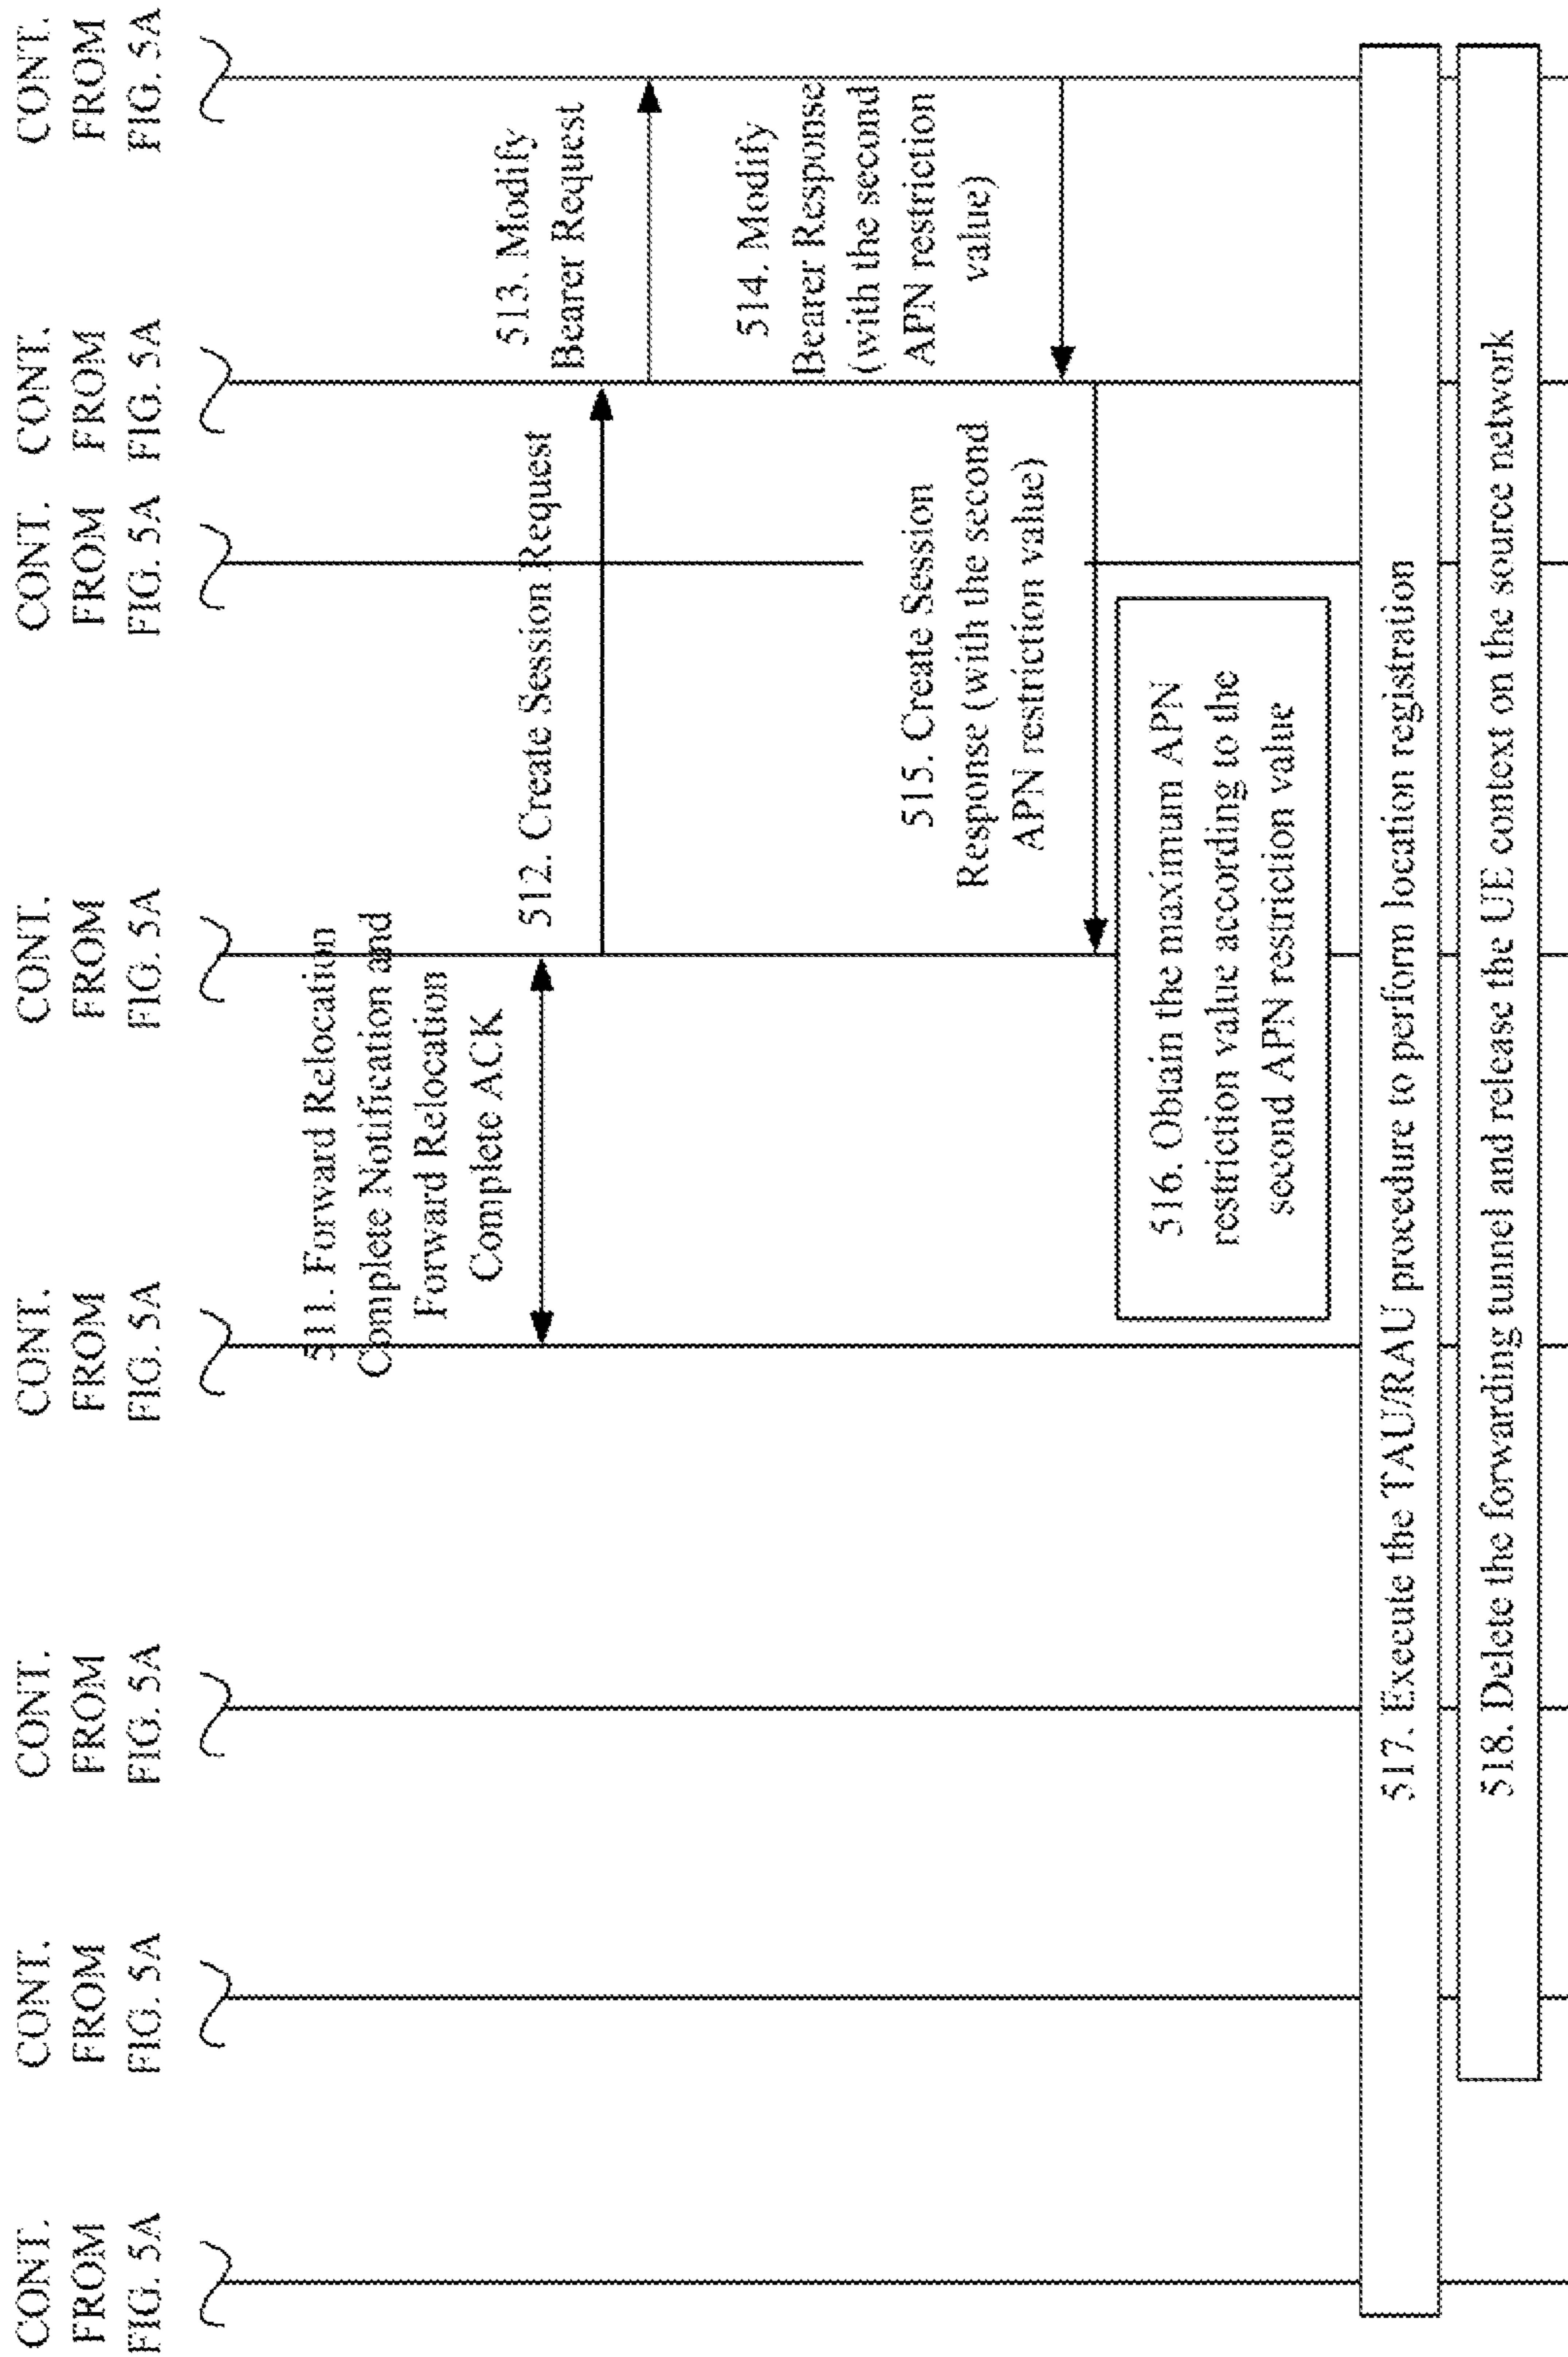 CONT.
FROM
FIG. 5A
CONT.
FROM
FIG. 5A
CONT.
FROM
FIG. 5A
CONT.
FROM
FIG. 5A
CONT.
FROM
FIG. 5A
CONT.
FROM
FIG. 5A
CONT.
FROM
FIG. 5A
CONT.
FROM
FIG. 5A
511. Forward Relocation
Complete Notification and
Forward Relocation
Complete ACK
512. Create Session Request
513. Modify
Bearer Request
514. Modify
Bearer Response
(with the second
APN restriction
value)
515. Create Session
Response (with the second
APN restriction value)
516. Obtain the maximum APN
restriction value according to the
second APN restriction value
517. Execute the TAU/RAU procedure to perform location registration
518. Delete the forwarding tunnel and release the UE context on the source network